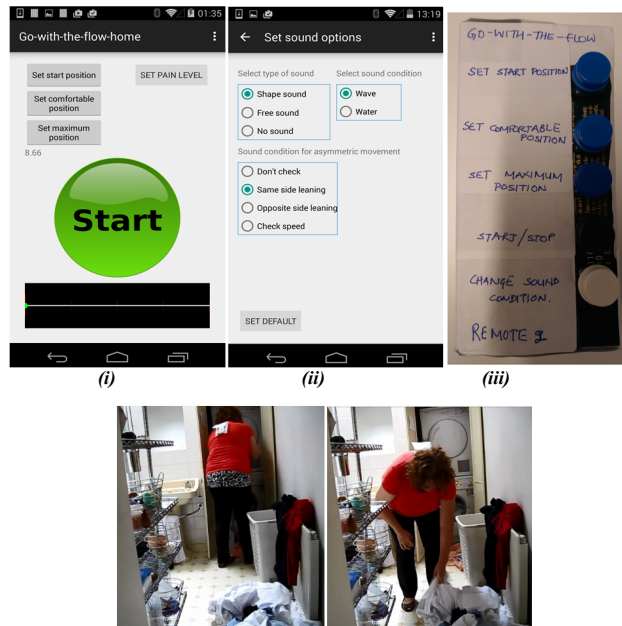 01:35
Go-with-the-flow-home
Set start position
SET PAIN LEVEL
Set comfortable
position
Set maximum
position
8.66
Start
(i)
13:19
Set sound options
Select type of sound
Select sound condition
Shape sound
Wave
Free sound
Water
No sound
Sound condition for asymmetric movement
Don't check
Same side leaning
Opposite side leaning
Check speed
SET DEFAULT
(ii)
GO-WITH-THE-FLOW
SET START POSITION
SET COMFORTABLE
POSITION
SET MAXIMUM
POSITION
START/STOP
CHANGE SOUND
CONDITION.
REMOTE
(iii)